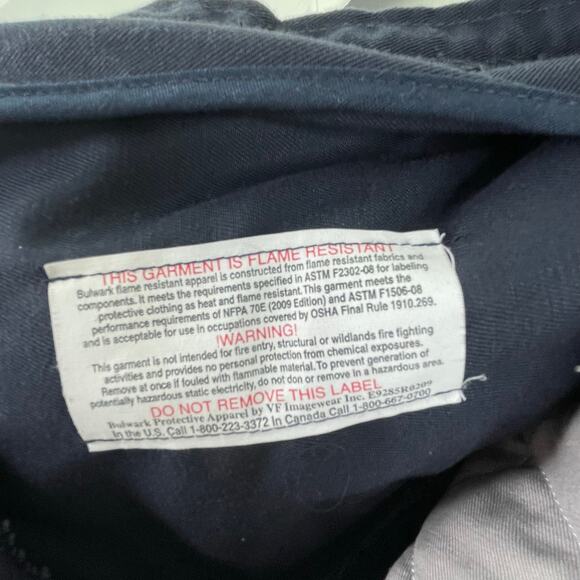 THIS GARMENT IS FLAME RESISTANT
Bulwark flame resistant apparel is constructed from flame resistant fabrics and
components. It meets the requirements specified in ASTM F2302-08 for labeling
protective clothing as heat and flame resistant. This garment meets the
performance requirements of NFPA 70E (2009 Edition) and ASTM F1506-08
and is acceptable for use in occupations covered by OSHA Final Rule 1910.269.
!WARNING!
This garment is not intended for fire entry, structural or wildlands fire fighting
activities and provides no personal protection from chemical exposures.
Remove at once if fouled with flammable material. To prevent generation of
potentially hazardous static electricity, do not don or remove in a hazardous area.
DO NOT REMOVE THIS LABEL
Bulwark Protective Apparel by VF Imagewear Inc. E9285R0209
In the U.S. Call 1-800-223-3372 In Canada Call 1-800-667-0700